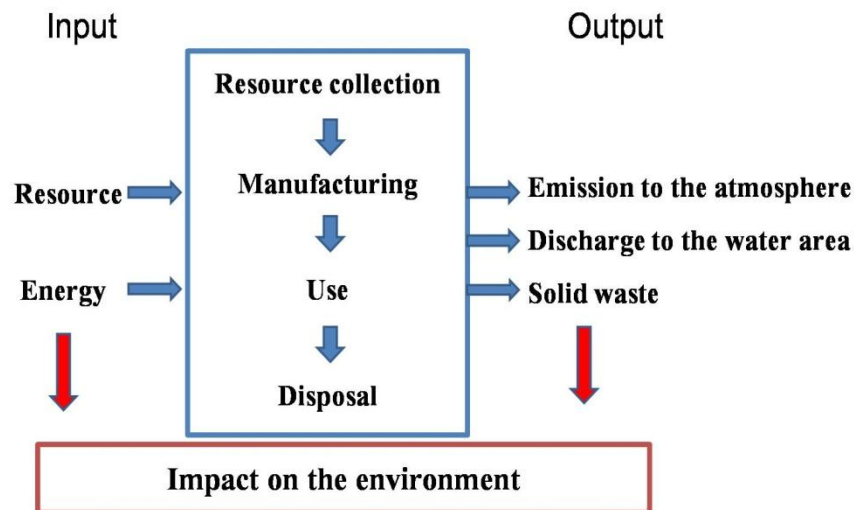 Input
Output
Resource collection
Manufacturing
Use
Disposal
Resource
Energy
Emission to the atmosphere
Discharge to the water area
Solid waste
Impact on the environment